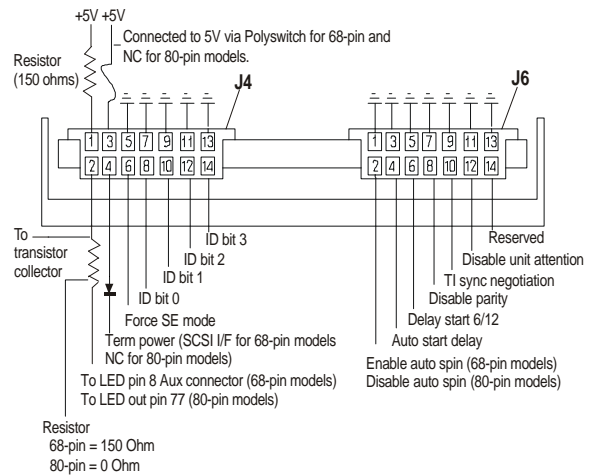 +5V +5V
Connected to 5V via Polyswitch for 68-pin and
NC for 80-pin models.
Resistor
(150 ohms)
J4
J6
1 3 5 7 9 11 13
2 4 6 8 10 12 14
1 3 5 7 9 11 13
2 4 6 8 10 12 14
To
transistor
collector
ID bit 3
ID bit 2
ID bit 1
ID bit 0
Force SE mode
Term power (SCSI I/F for 68-pin models
NC for 80-pin models)
To LED pin 8 Aux connector (68-pin models)
To LED out pin 77 (80-pin models)
Resistor
68-pin = 150 Ohm
80-pin = 0 Ohm
Reserved
Disable unit attention
TI sync negotiation
Disable parity
Delay start 6/12
Auto start delay
Enable auto spin (68-pin models)
Disable auto spin (80-pin models)